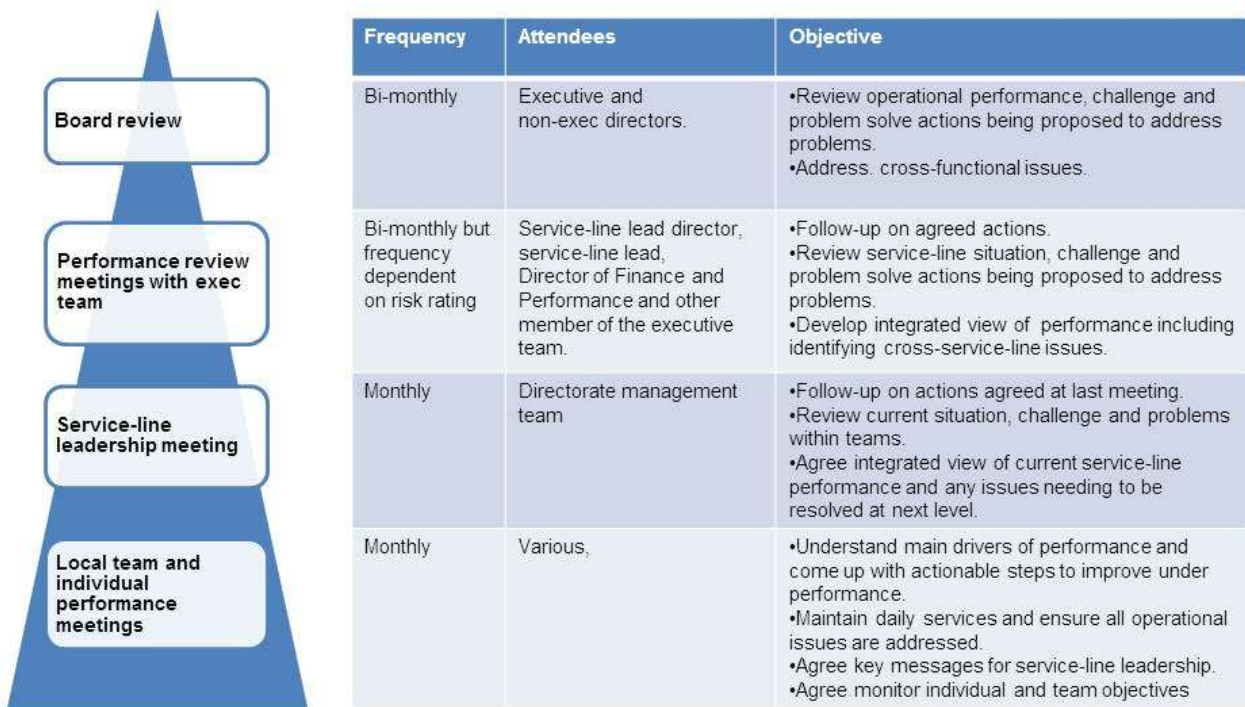 Frequency
Attendees
Objective
Board review
Bi-monthly
Executive and
non-exec directors.
•Review operational performance, challenge and
problem solve actions being proposed to address
problems.
•Address. cross-functional issues.
Performance review
meetings with exec
team
Bi-monthly but
frequency
dependent
on risk rating
Service-line lead director,
service-line lead,
Director of Finance and
Performance and other
member of the executive
team.
•Follow-up on agreed actions.
•Review service-line situation, challenge and
problem solve actions being proposed to address
problems.
•Develop integrated view of performance including
identifying cross-service-line issues.
Service-line
leadership meeting
Monthly
Directorate management
team
•Follow-up on actions agreed at last meeting.
•Review current situation, challenge and problems
within teams.
•Agree integrated view of current service-line
performance and any issues needing to be
resolved at next level.
Local team and
individual
performance
meetings
Monthly
Various,
•Understand main drivers of performance and
come up with actionable steps to improve under
performance.
•Maintain daily services and ensure all operational
issues are addressed.
•Agree key messages for service-line leadership.
•Agree monitor individual and team objectives